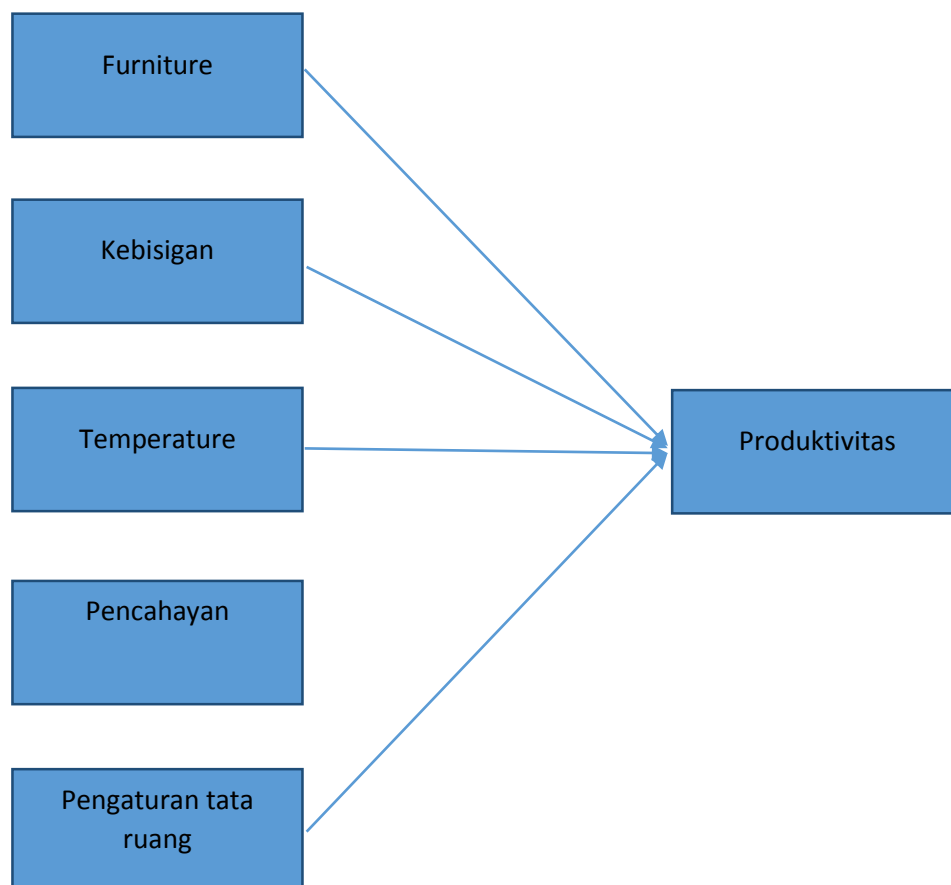 Furniture
Kebisigan
Temperature
Produktivitas
Pencahayan
Pengaturan tata
ruang